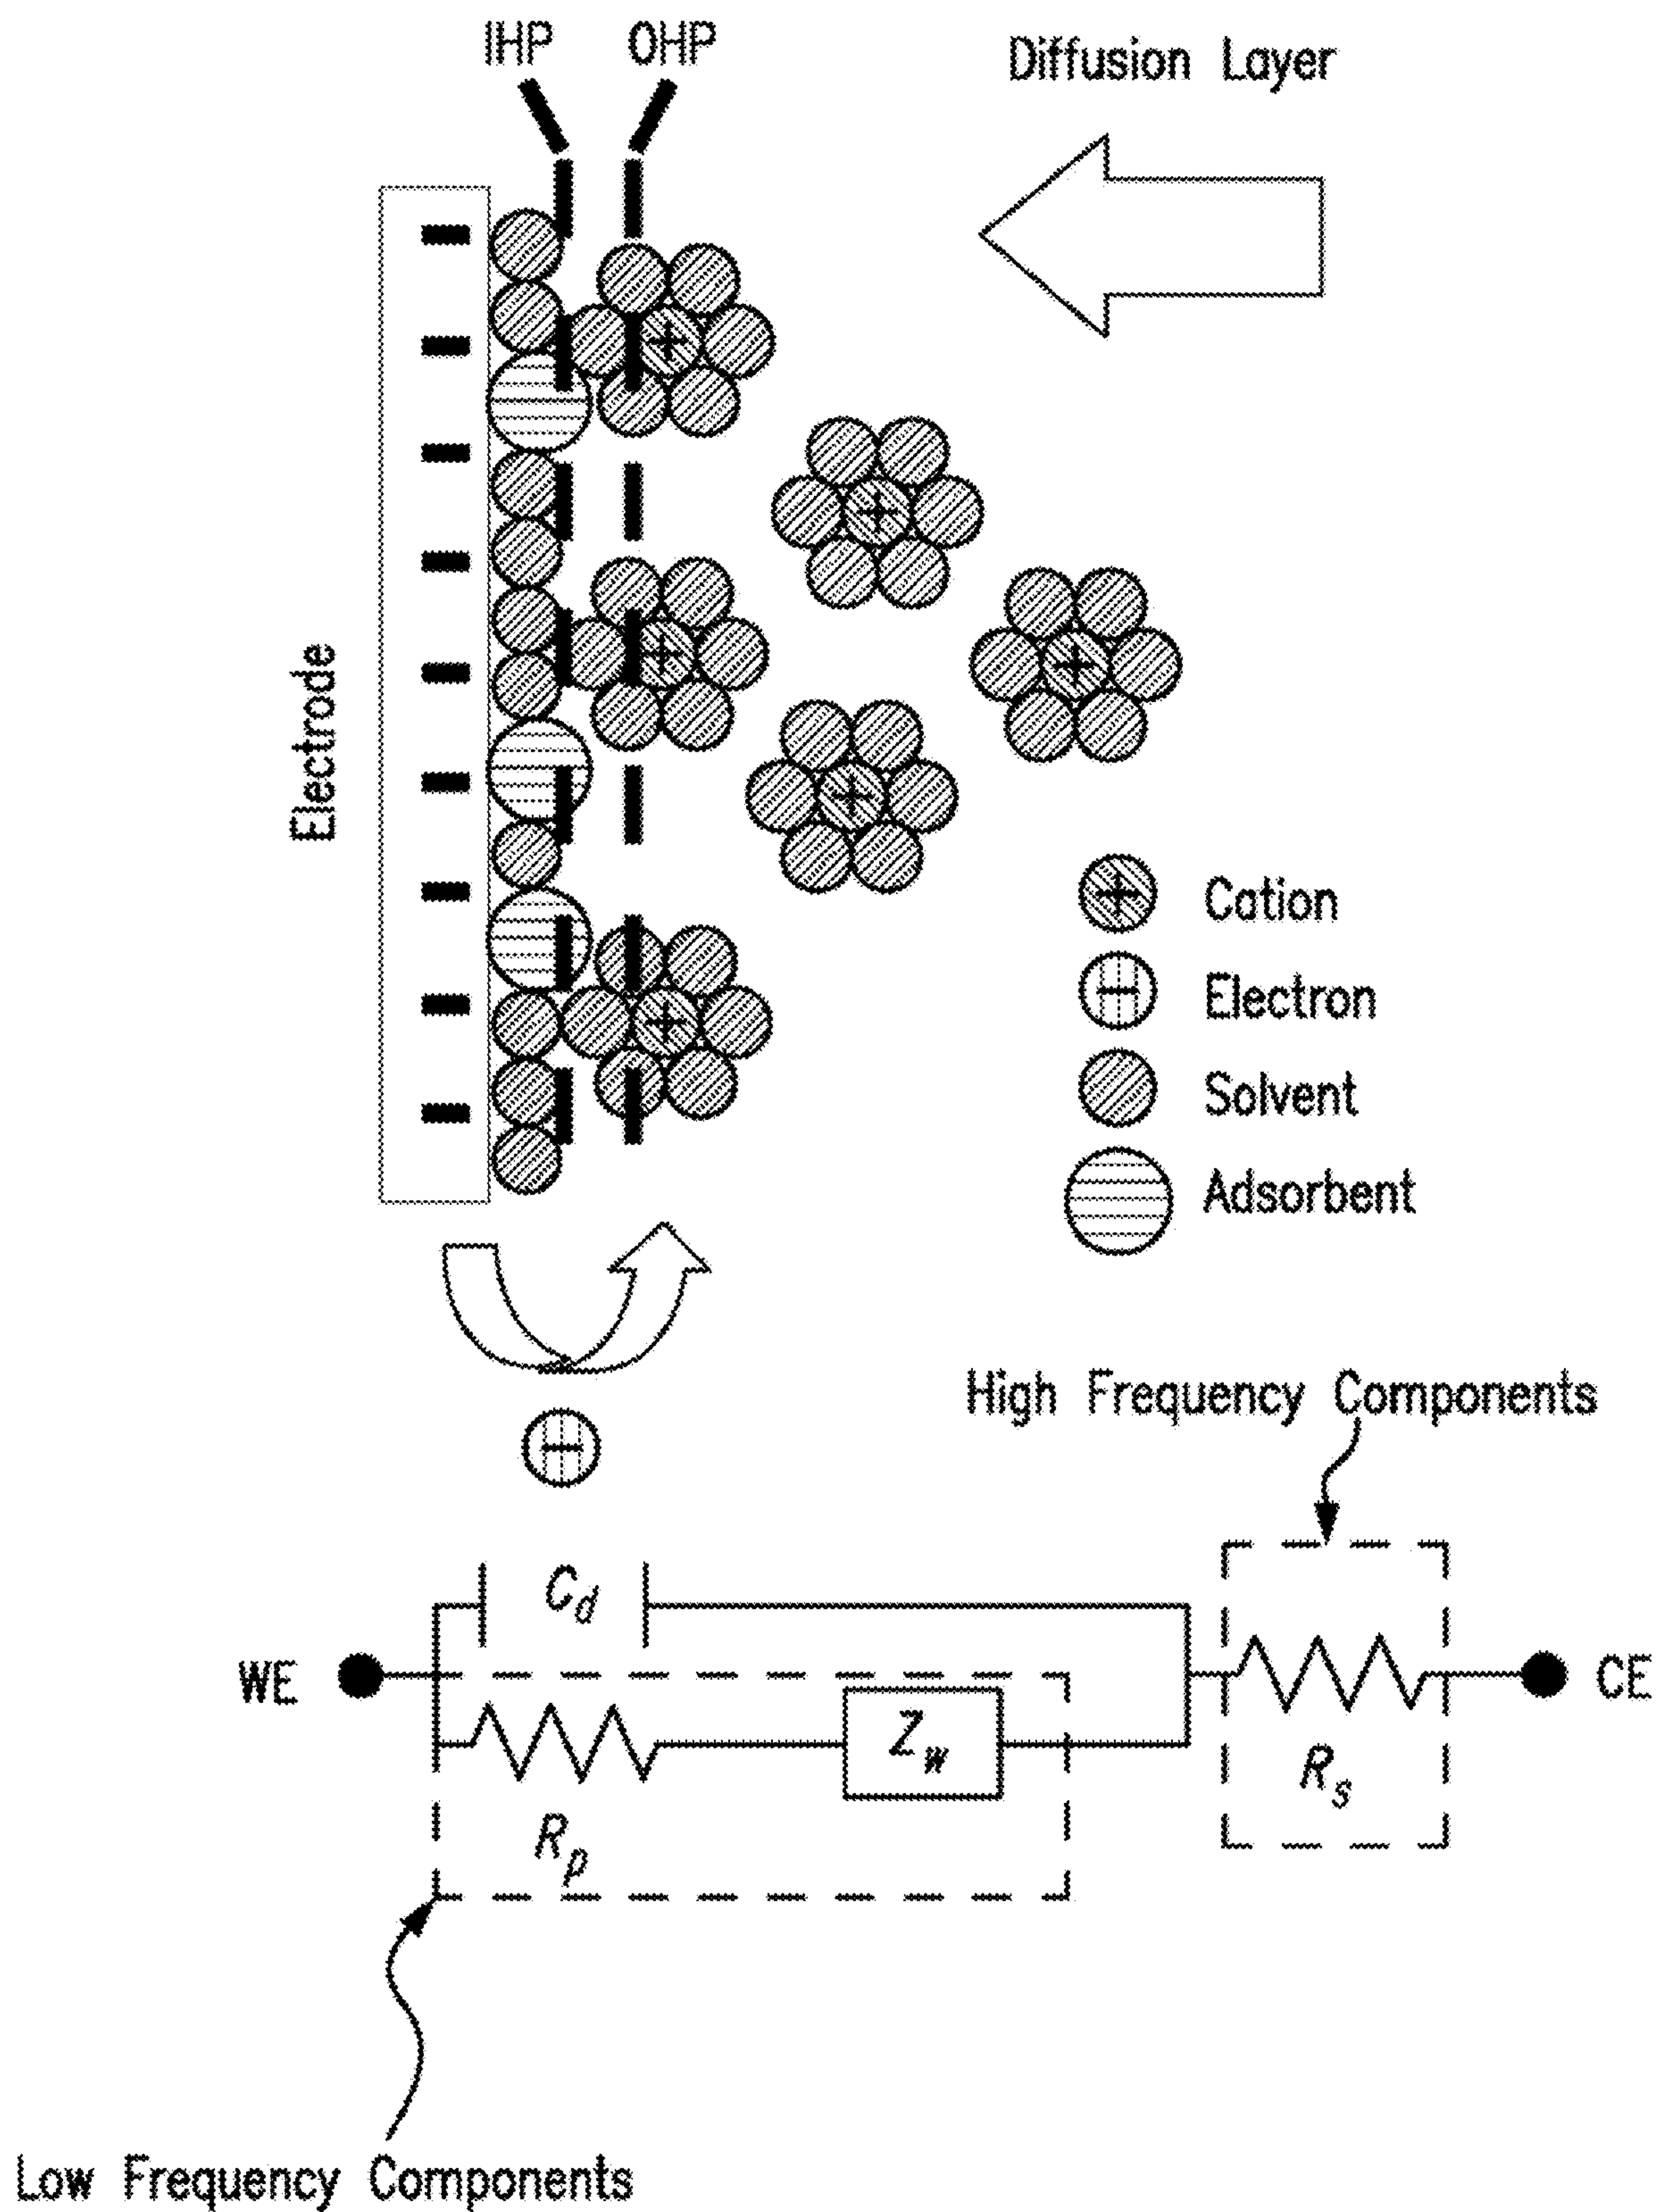 IHP OHP
Diffusion Layer
Electrode
Cation
Electron
Solvent
Adsorbent
High Frequency Components
C_d
WE
CE
Z_w
R_s
R_p
Low Frequency Components